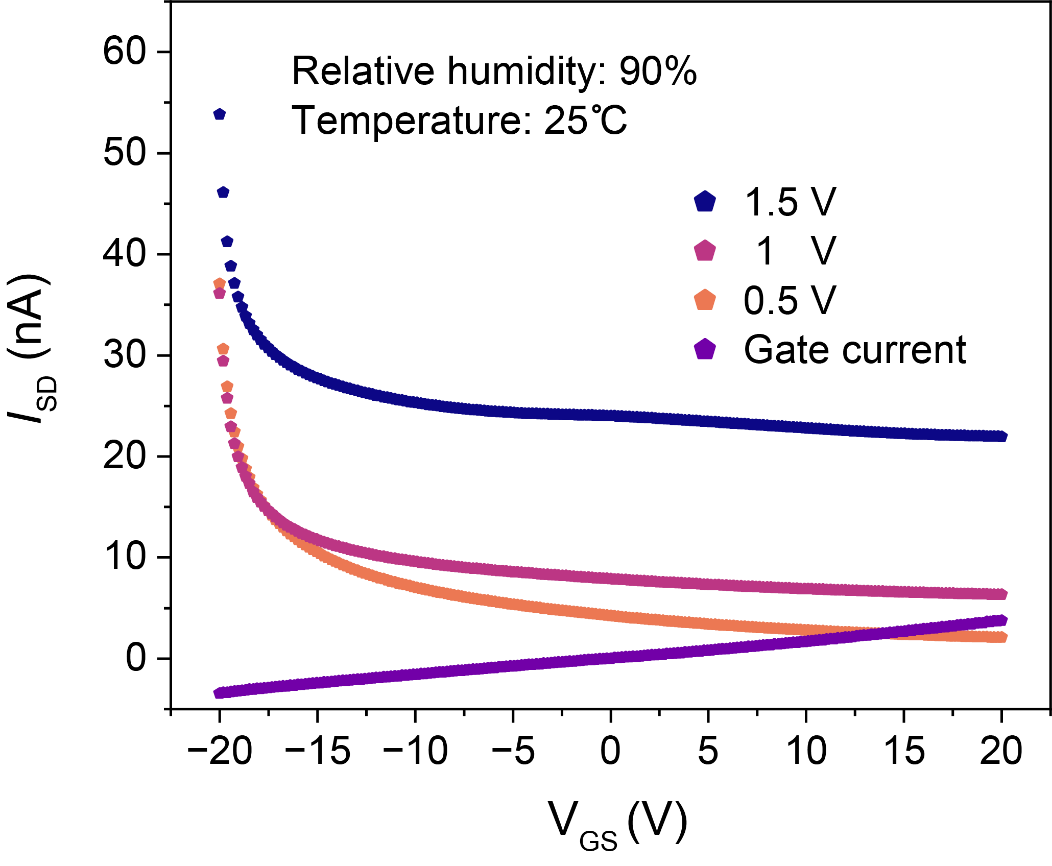 Relative humidity: 90%
Temperature: 25℃
1.5 V
1 V
0.5 V
Gate current
60
50
40
30
20
10
0
I_SD (nA)
−20 −15 −10 −5 0 5 10 15 20
V_GS (V)